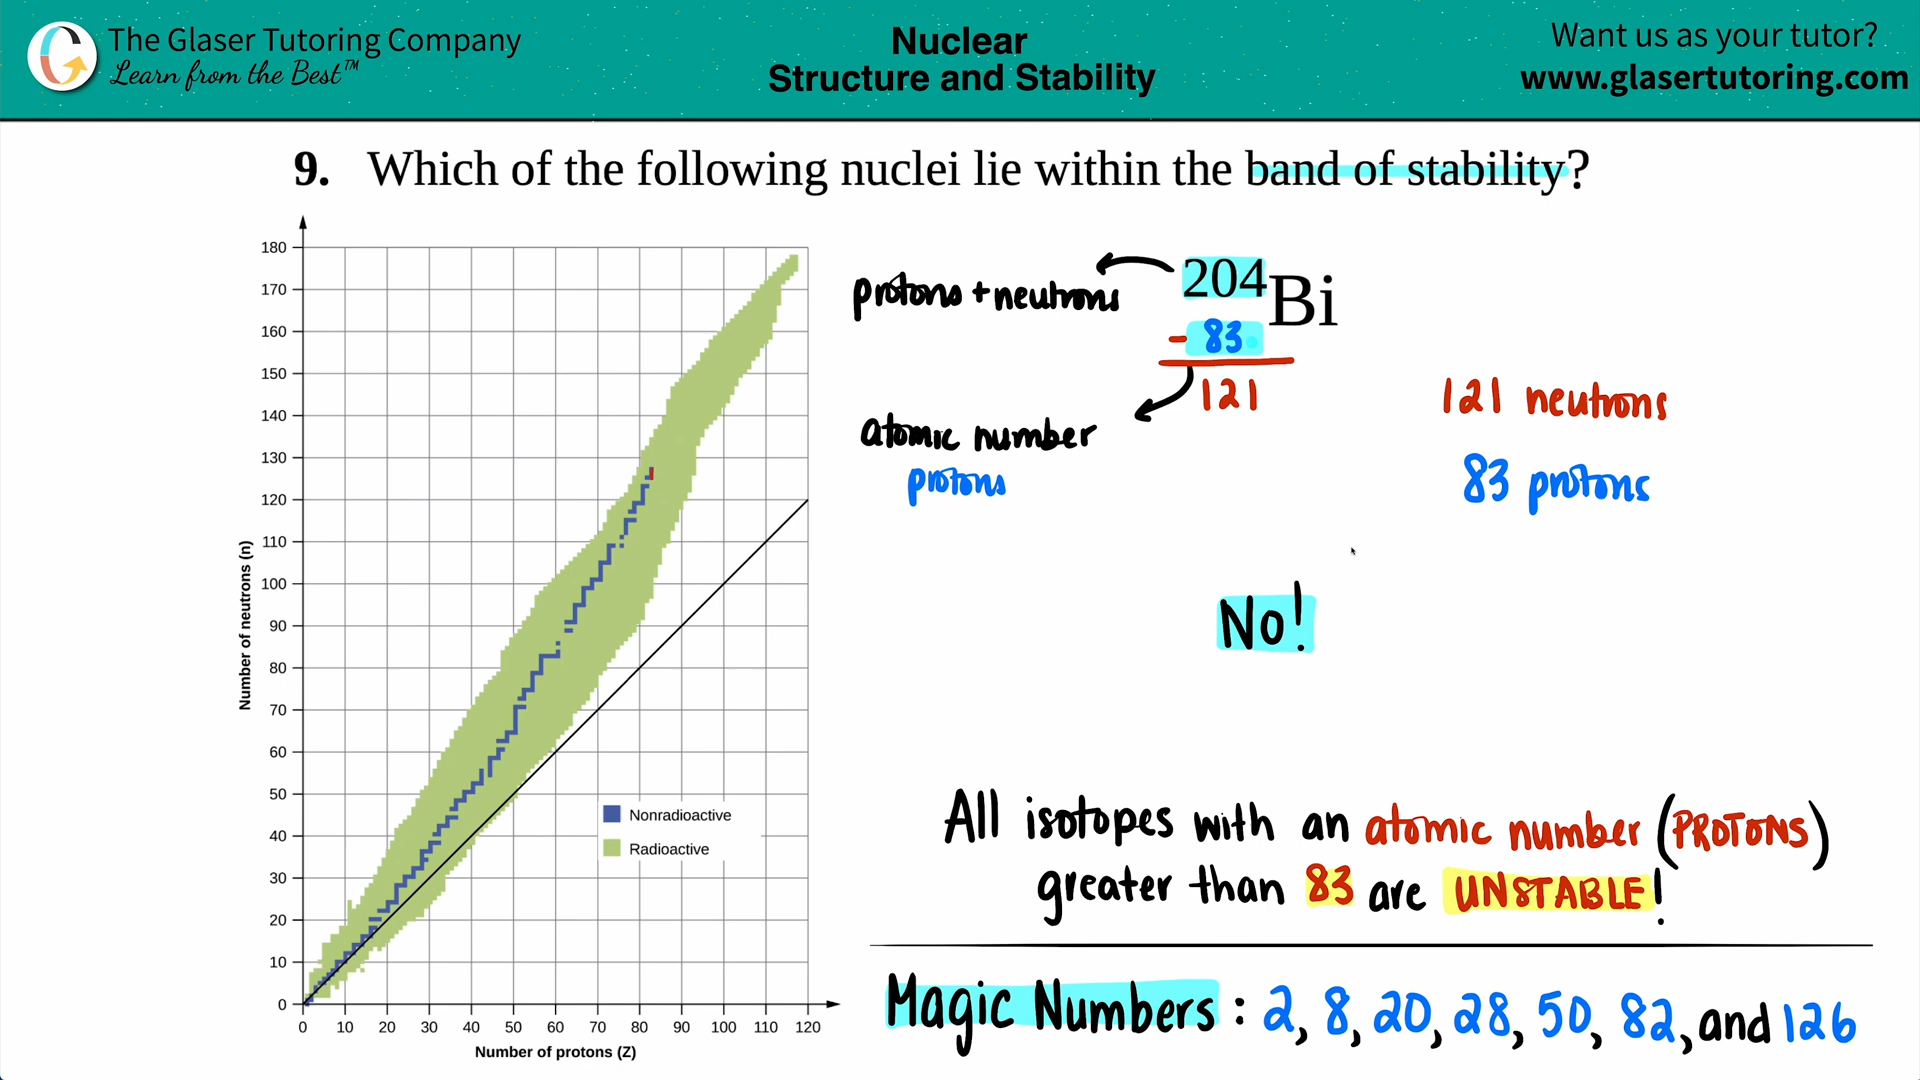 The Glaser Tutoring Company
Learn from the Best™
Nuclear
Structure and Stability
Want us as your tutor?
www.glasertutoring.com
9. Which of the following nuclei lie within the band of stability?
180
170
160
150
140
130
120
110
100
90
80
70
60
50
40
30
20
10
0
Number of neutrons (n)
0 10 20 30 40 50 60 70 80 90 100 110 120
Number of protons (Z)
Nonradioactive
Radioactive
protons + neutrons
204Bi
- 83
121
atomic number
protons
121 neutrons
83 protons
No!
All isotopes with an atomic number (PROTONS)
greater than 83 are UNSTABLE!
Magic Numbers: 2, 8, 20, 28, 50, 82, and 126